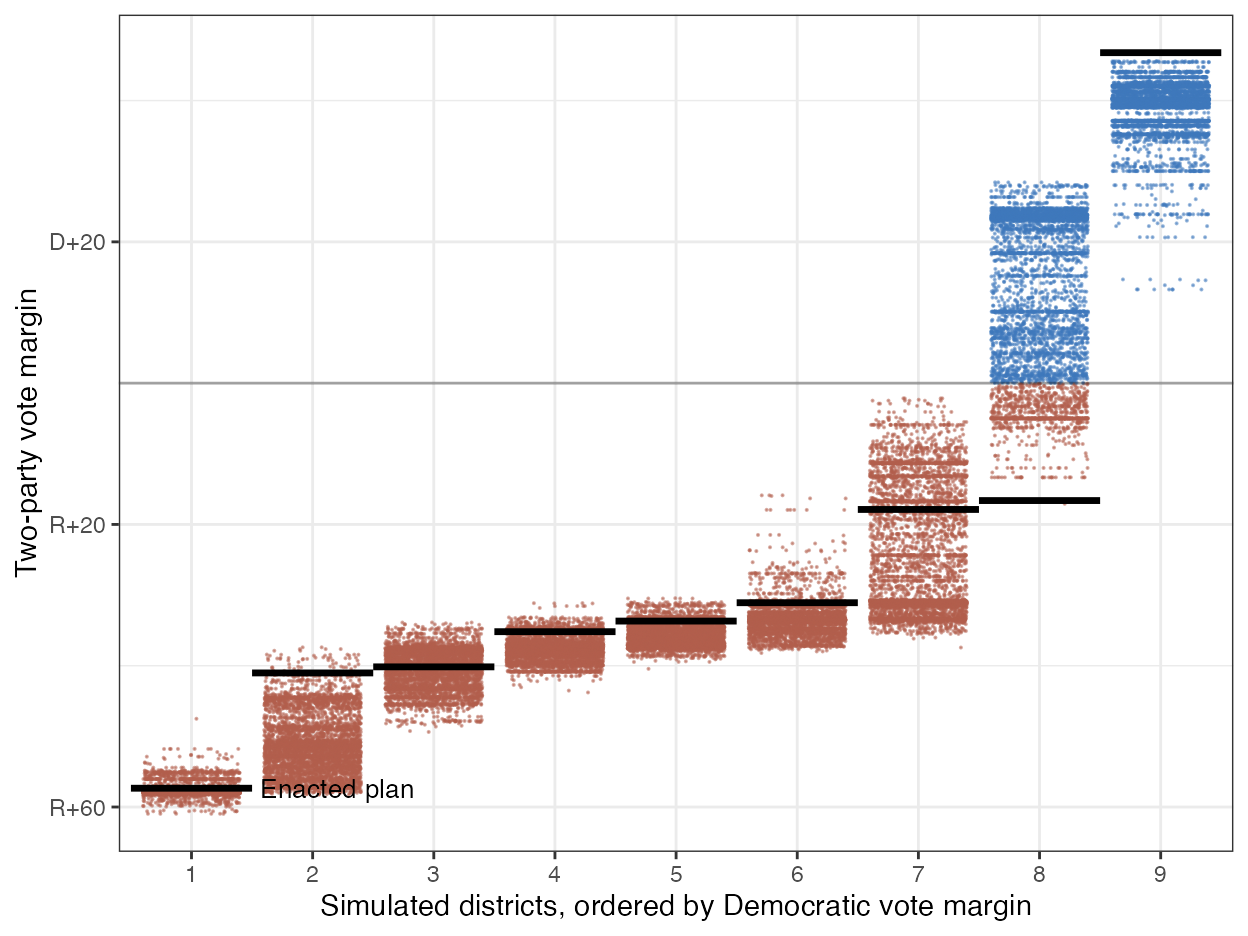 D+20
R+20
R+60
Two-party vote margin
Enacted plan
1 2 3 4 5 6 7 8 9
Simulated districts, ordered by Democratic vote margin